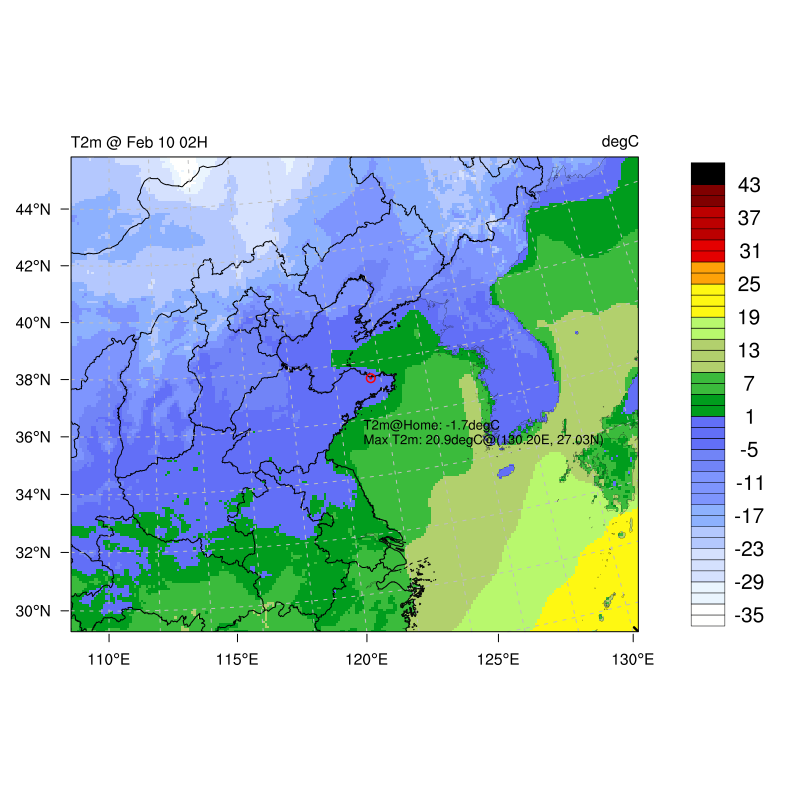 T2m @ Feb 10 02H
degC
44°N
42°N
40°N
38°N
36°N
34°N
32°N
30°N
T2m@Home: -1.7degC
Max T2m: 20.9degC@(130.20E, 27.03N)
110°E
115°E
120°E
125°E
130°E
43
37
31
25
19
13
7
1
-5
-11
-17
-23
-29
-35